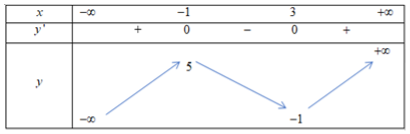 x −∞ −1 3 +∞
y' + 0 − 0 +
+∞
5
y
−∞ −1